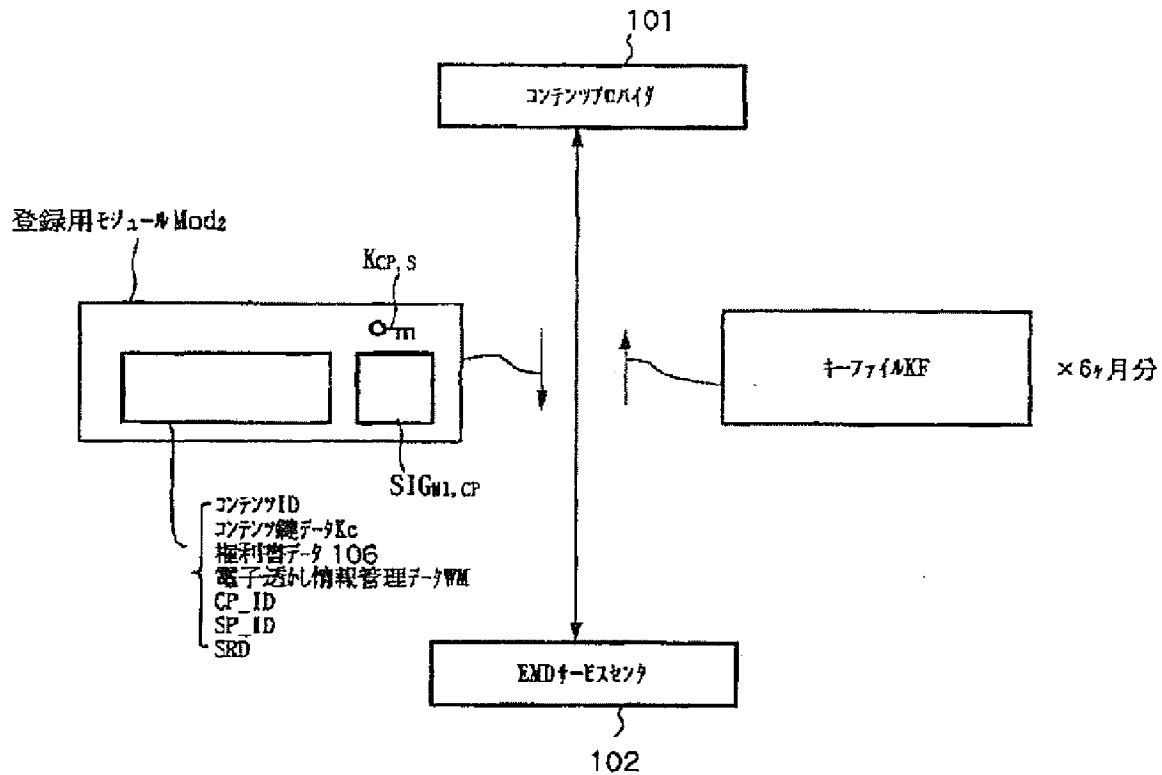 101
コンテンツプロバイダ
登録用モジュールMod2
KCP,S
キーファイルKF
×6ヶ月分
SIGM1,CP
コンテンツID
コンテンツ鍵データKc
権利書データ106
電子透かし情報管理データWM
CP_ID
SP_ID
SRD
EMDサービスセンタ
102